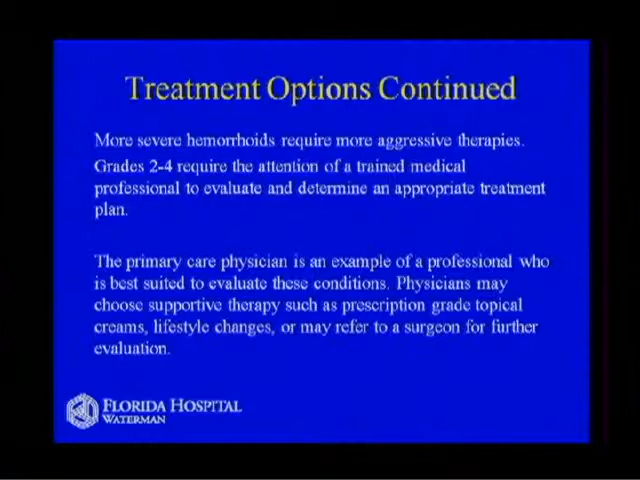 Treatment Options Continued
More severe hemorrhoids require more aggressive therapies.
Grades 2-4 require the attention of a trained medical
professional to evaluate and determine an appropriate treatment
plan.
The primary care physician is an example of a professional who
is best suited to evaluate these conditions. Physicians may
choose supportive therapy such as prescription grade topical
creams, lifestyle changes, or may refer to a surgeon for further
evaluation.
FLORIDA HOSPITAL
WATERMAN